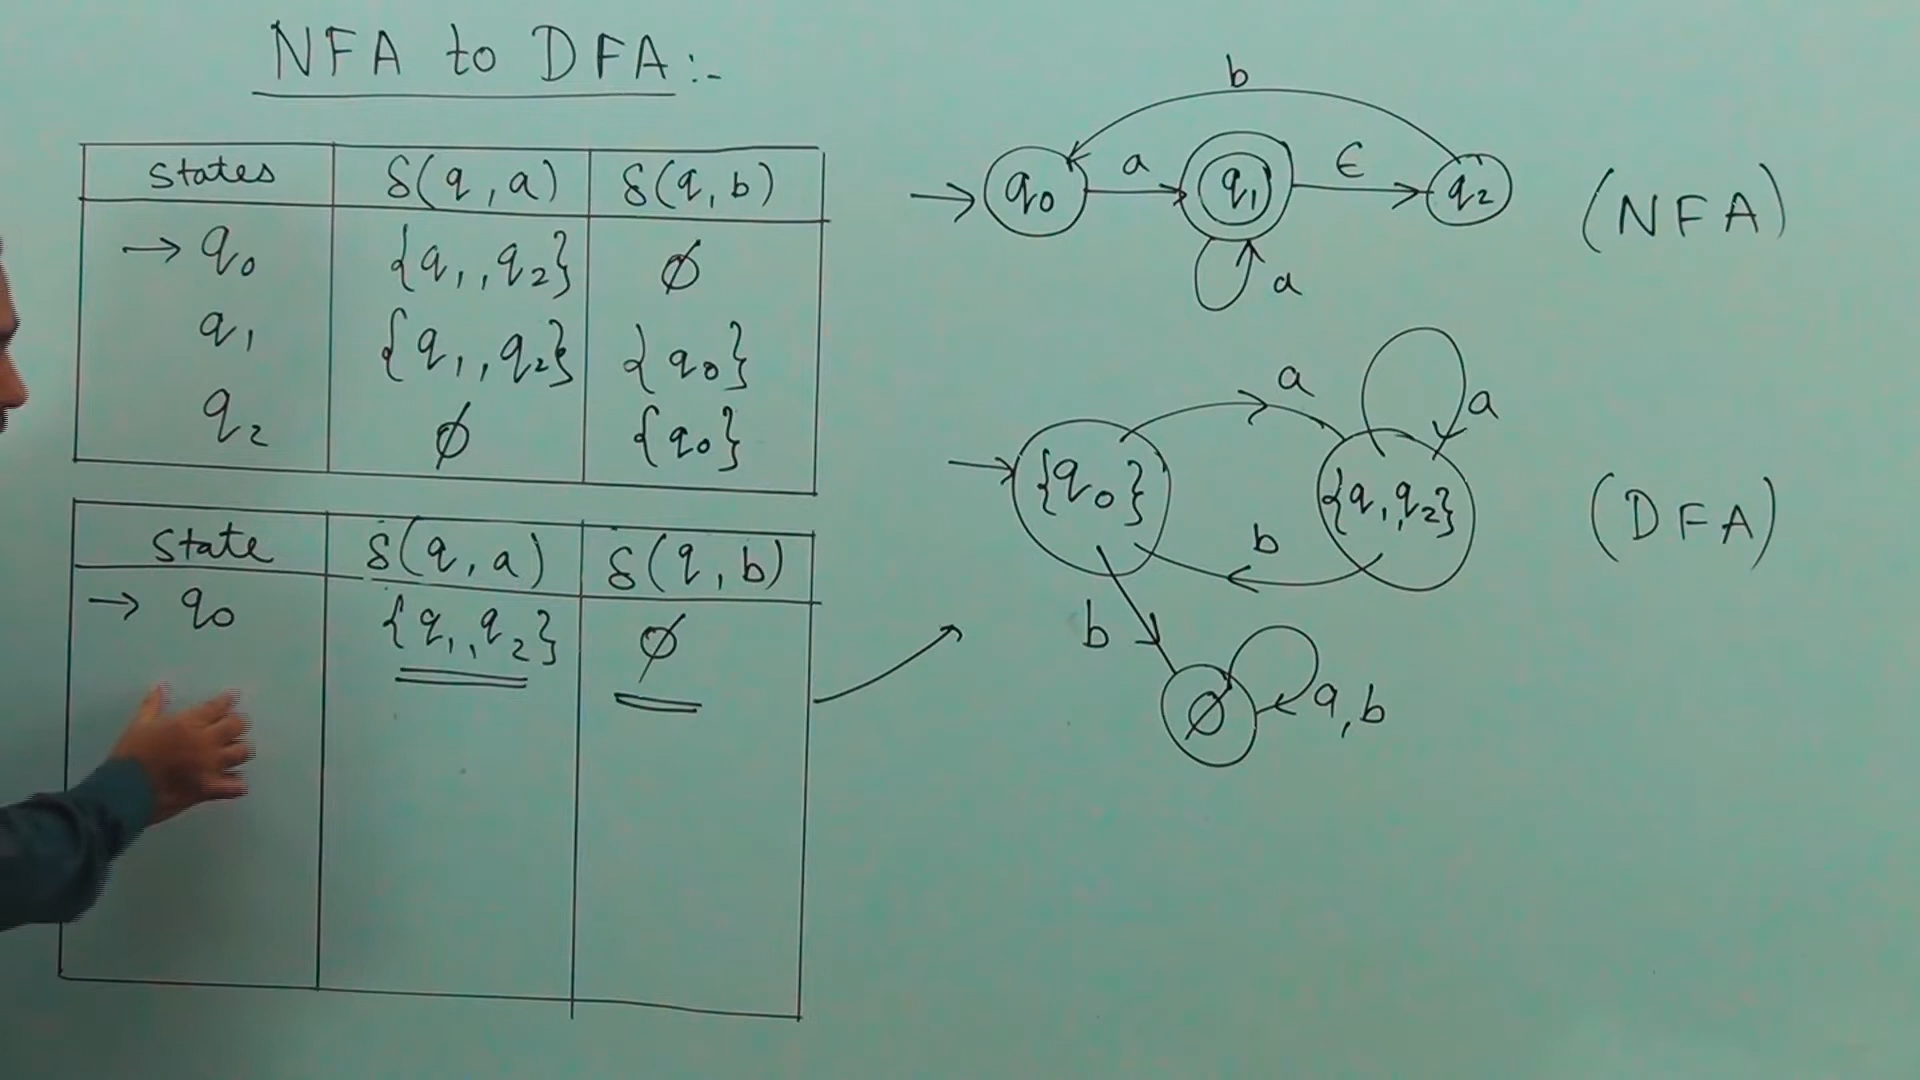 NFA to DFA:-
states δ(q,a) δ(q,b)
→ q₀ {q₁,q₂} ∅
q₁ {q₁,q₂} {q₀}
q₂ ∅ {q₀}
state δ(q,a) δ(q,b)
→ q₀ {q₁,q₂} ∅
b
q₀ a q₁ ϵ q₂ (NFA)
a
a a
{q₀} {q₁,q₂} (DFA)
b
b
∅ a,b